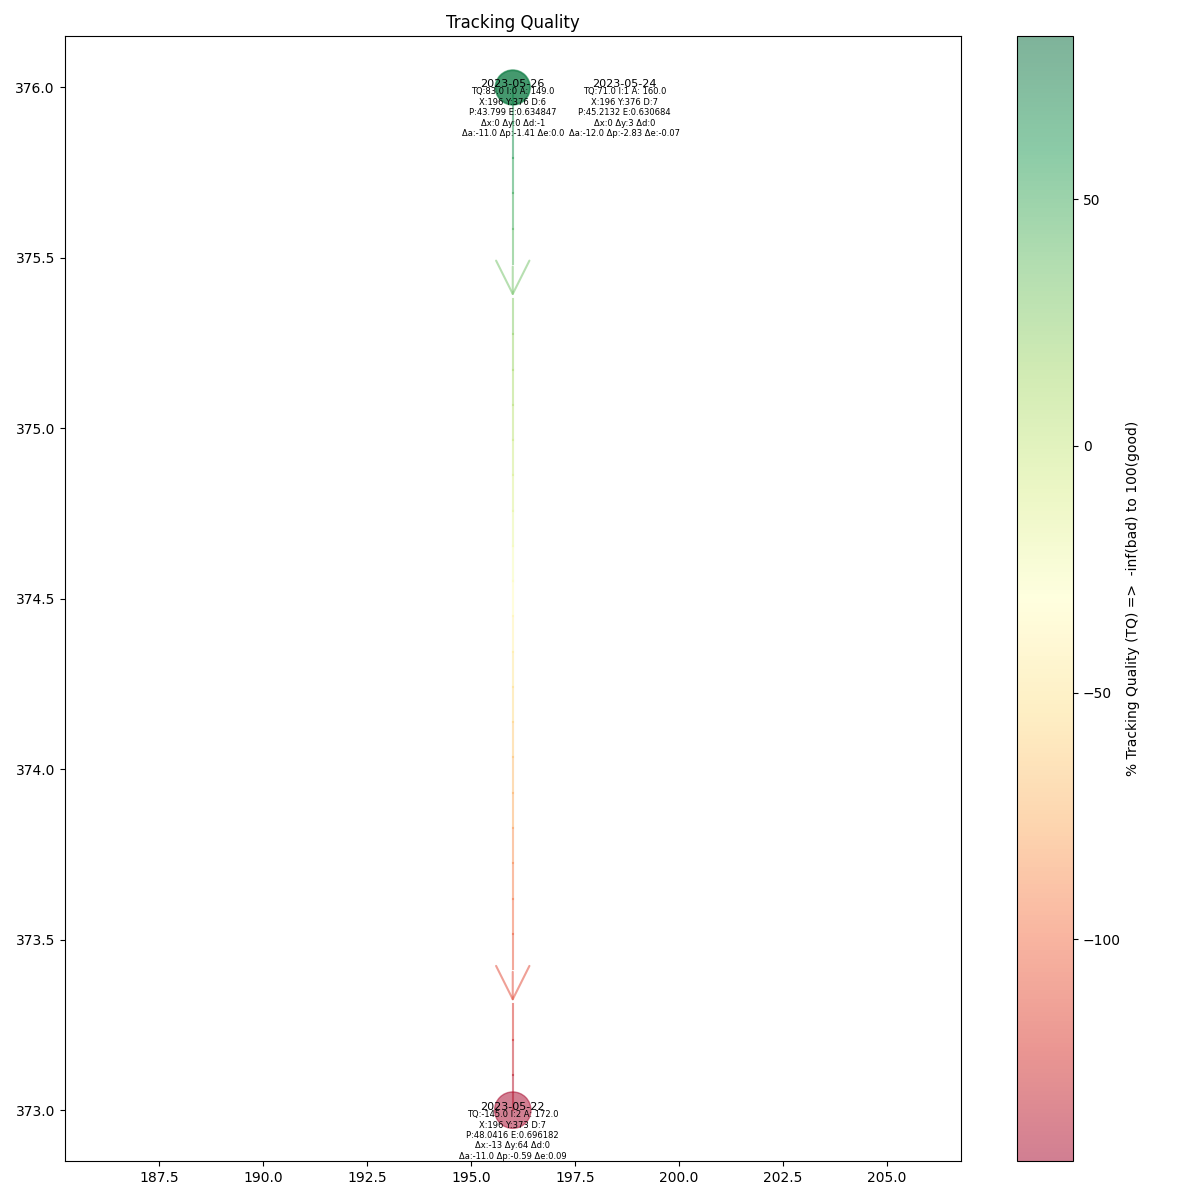 Tracking Quality
376.0
375.5
375.0
374.5
374.0
373.5
373.0
2023-05-26
TQ:83.0 I:0 A: 149.0
X:196 Y:376 D:6
P:43.799 E:0.634847
Δx:0 Δy:0 Δd:-1
Δa:-11.0 Δp:-1.41 Δe:0.0
2023-05-24
TQ:71.0 I:1 A: 160.0
X:196 Y:376 D:7
P:45.2132 E:0.630684
Δx:0 Δy:3 Δd:0
Δa:-12.0 Δp:-2.83 Δe:-0.07
2023-05-22
TQ:-145.0 I:2 A: 172.0
X:196 Y:373 D:7
P:48.0416 E:0.696182
Δx:-13 Δy:64 Δd:0
Δa:-11.0 Δp:-0.59 Δe:0.09
187.5 190.0 192.5 195.0 197.5 200.0 202.5 205.0
50
0
−50
−100
% Tracking Quality (TQ) => -inf(bad) to 100(good)